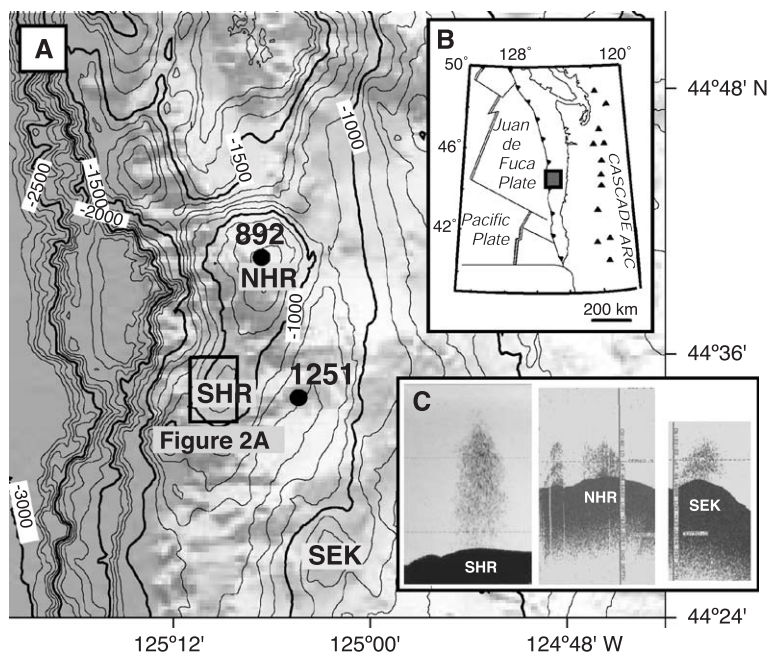 A
-2500
-1500
-2000
-1500
-1000
892
NHR
-1000
1251
SHR
Figure 2A
-3000
SEK
B
128°
120°
50°
46°
42°
Juan
de
Fuca
Plate
Pacific
Plate
CASCADE ARC
200 km
C
SHR
NHR
SEK
44°48' N
44°36'
44°24'
125°12'
125°00'
124°48' W